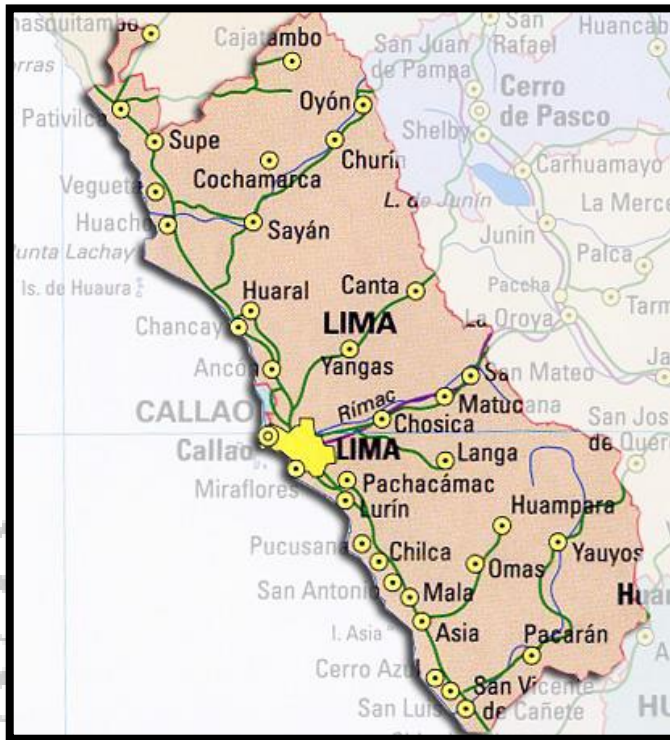 Cajatambo
San
Rafael
San Juan
de Pampa
Oyón
Cerro
de Pasco
Pativilca
Supe
Shelby
Churín
Cochamarca
Carhuamayo
Vegueta
L. de Junín
La Merce
Huacho
Sayán
Junín
Punta Lachay
Palca
Is. de Huaura
Huaral
Canta
Paccha
Tarm
Chancay
LIMA
La Oroya
Ancón
Yangas
San Mateo
Rímac
Matucana
CALLAO
Chosica
San Jos
de Quero
Callao
LIMA
Langa
Miraflores
Pachacámac
Lurín
Huampara
Pucusana
Chilca
Yauyos
Omas
San Antonio
Mala
I. Asia
Asia
Pacarán
Cerro Azul
San Vicente
de Cañete
San Luis
HU